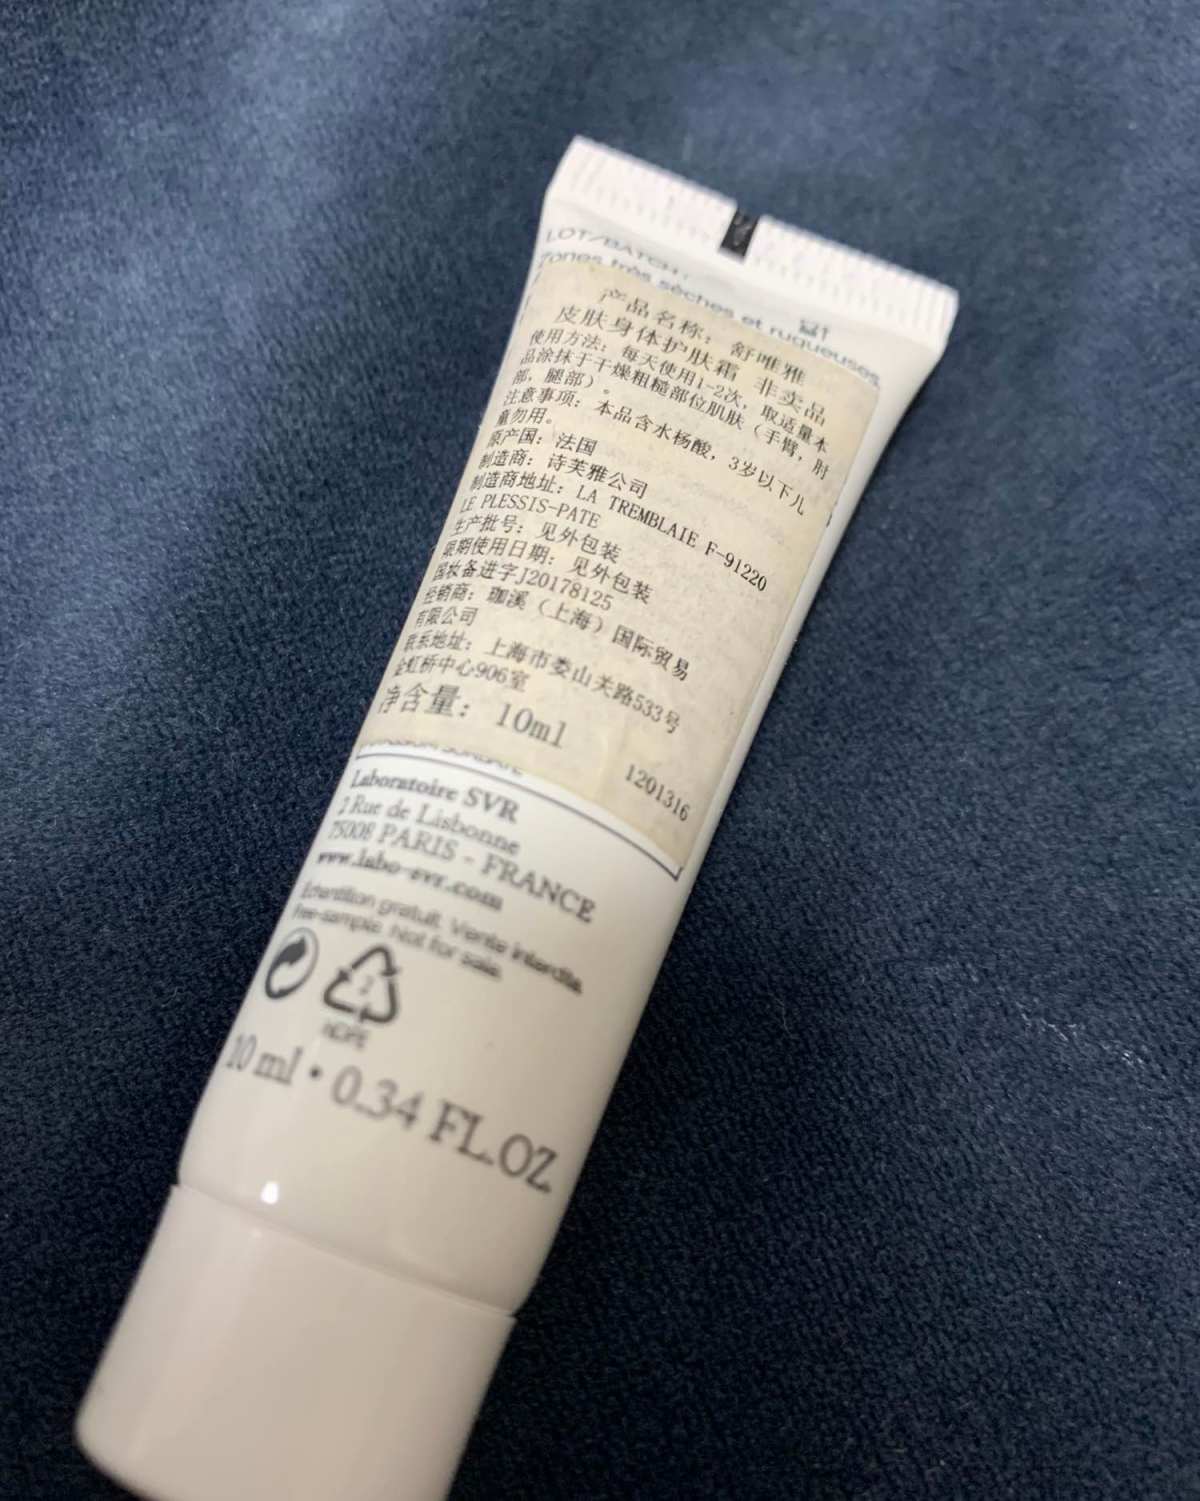 LOT/BATCH:
Zones très sèches et rugueuses
产品名称：舒唯雅
皮肤身体护肤霜 非卖品
使用方法：每天使用1-2次，取适量本
品涂抹于干燥粗糙部位肌肤（手臂，肘
部，腿部）。
注意事项：本品含水杨酸，3岁以下儿
童勿用。
原产国：法国
制造商：诗芙雅公司
制造商地址：LA TREMBLAIE F-91220
LE PLESSIS-PATE
生产批号：见外包装
限期使用日期：见外包装
国妆备进字J20178125
经销商：珈溪（上海）国际贸易
有限公司
联系地址：上海市娄山关路533号
金虹桥中心906室
净含量：10ml
1201316
Laboratoire SVR
2 Rue de Lisbonne
75008 PARIS - FRANCE
www.labo-svr.com
Echantillon gratuit. Vente interdite.
Free-sample. Not for sale.
2
HDPE
10 ml • 0.34 FL.OZ